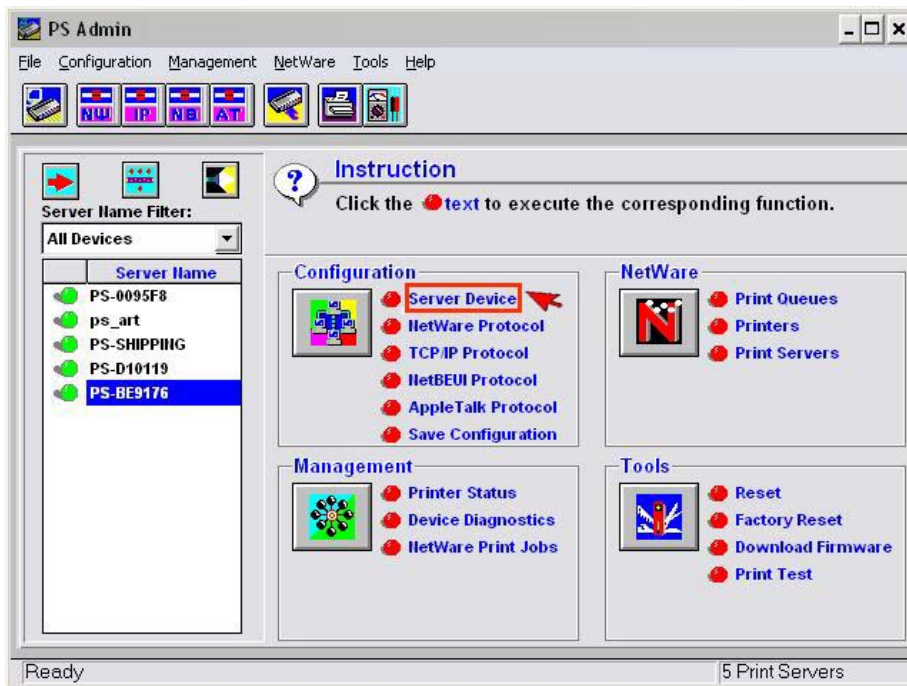 PS Admin
File Configuration Management NetWare Tools Help
NW IP NB AT
Instruction
Click the text to execute the corresponding function.
Server Name Filter:
All Devices
Server Name
PS-0095F8
ps_art
PS-SHIPPING
PS-D10119
PS-BE9176
Configuration
Server Device
NetWare Protocol
TCP/IP Protocol
NetBEUI Protocol
AppleTalk Protocol
Save Configuration
NetWare
N
Print Queues
Printers
Print Servers
Management
Printer Status
Device Diagnostics
NetWare Print Jobs
Tools
Reset
Factory Reset
Download Firmware
Print Test
Ready
5 Print Servers